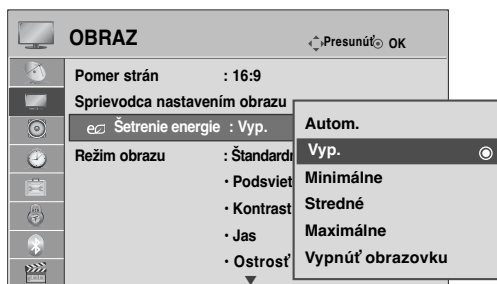 OBRAZ
Presunúť OK
Pomer strán : 16:9
Sprievodca nastavením obrazu
Šetrenie energie : Vyp.
Režim obrazu : Štandardn
• Podsviet
• Kontrast
• Jas
• Ostrosť
Autom.
Vyp.
Minimálne
Stredné
Maximálne
Vypnúť obrazovku